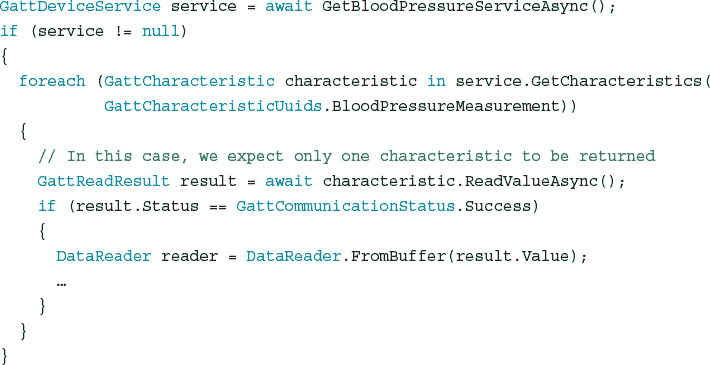 GattDeviceService service = await GetBloodPressureServiceAsync();
if (service != null)
{
  foreach (GattCharacteristic characteristic in service.GetCharacteristics(
           GattCharacteristicUuids.BloodPressureMeasurement))
  {
    // In this case, we expect only one characteristic to be returned
    GattReadResult result = await characteristic.ReadValueAsync();
    if (result.Status == GattCommunicationStatus.Success)
    {
      DataReader reader = DataReader.FromBuffer(result.Value);
      …
    }
  }
}